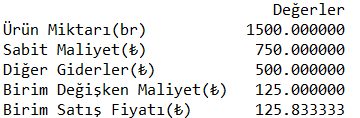 Değerler
Ürün Miktarı(br) 1500.000000
Sabit Maliyet(₺) 750.000000
Diğer Giderler(₺) 500.000000
Birim Değişken Maliyet(₺) 125.000000
Birim Satış Fiyatı(₺) 125.833333